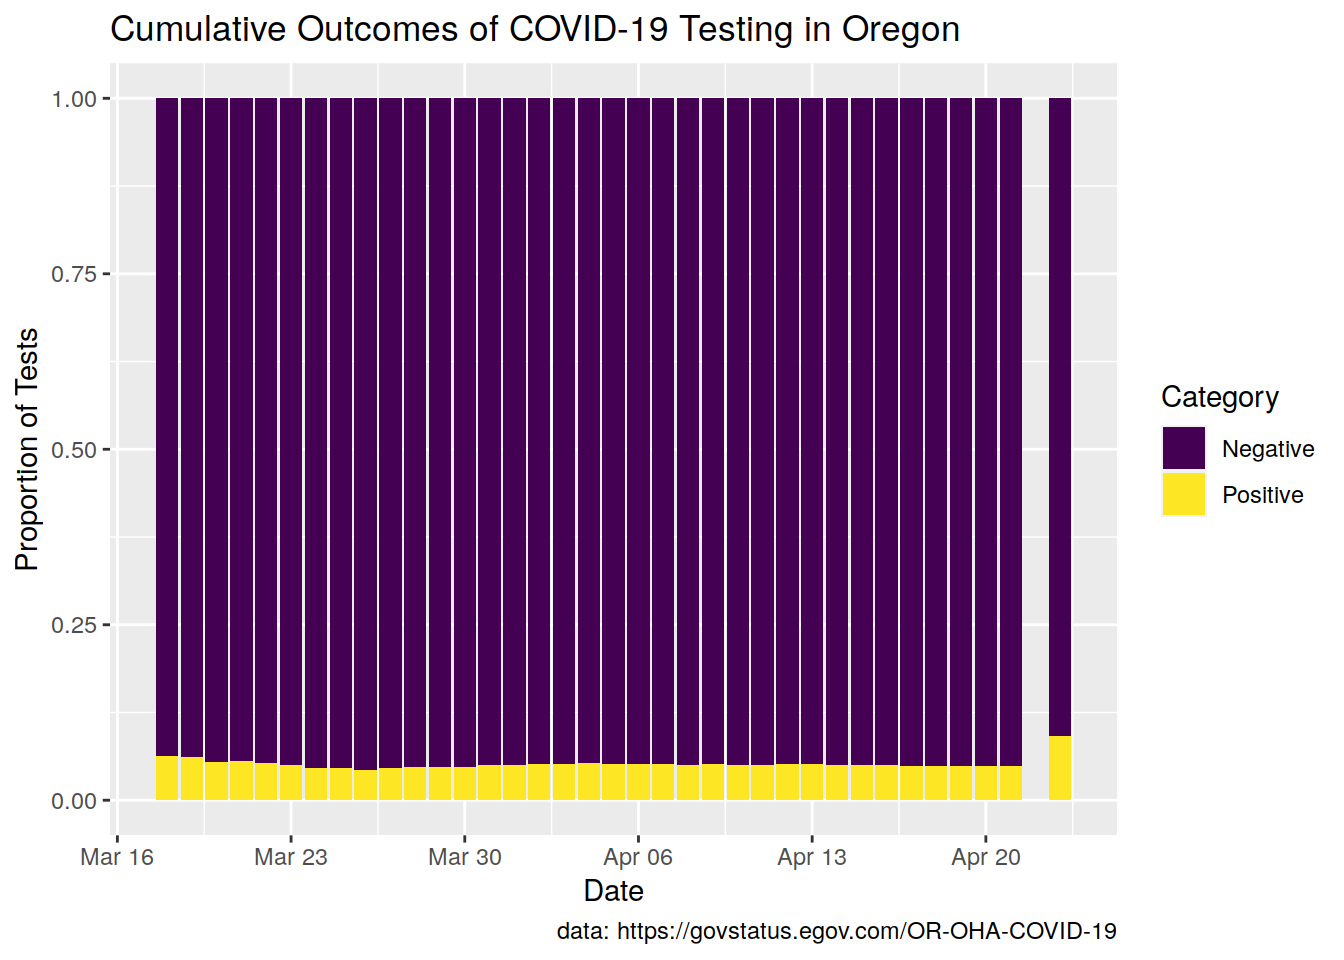 Cumulative Outcomes of COVID-19 Testing in Oregon
1.00
0.75
0.50
0.25
0.00
Proportion of Tests
Mar 16 Mar 23 Mar 30 Apr 06 Apr 13 Apr 20
Date
Category
Negative
Positive
data: https://govstatus.egov.com/OR-OHA-COVID-19